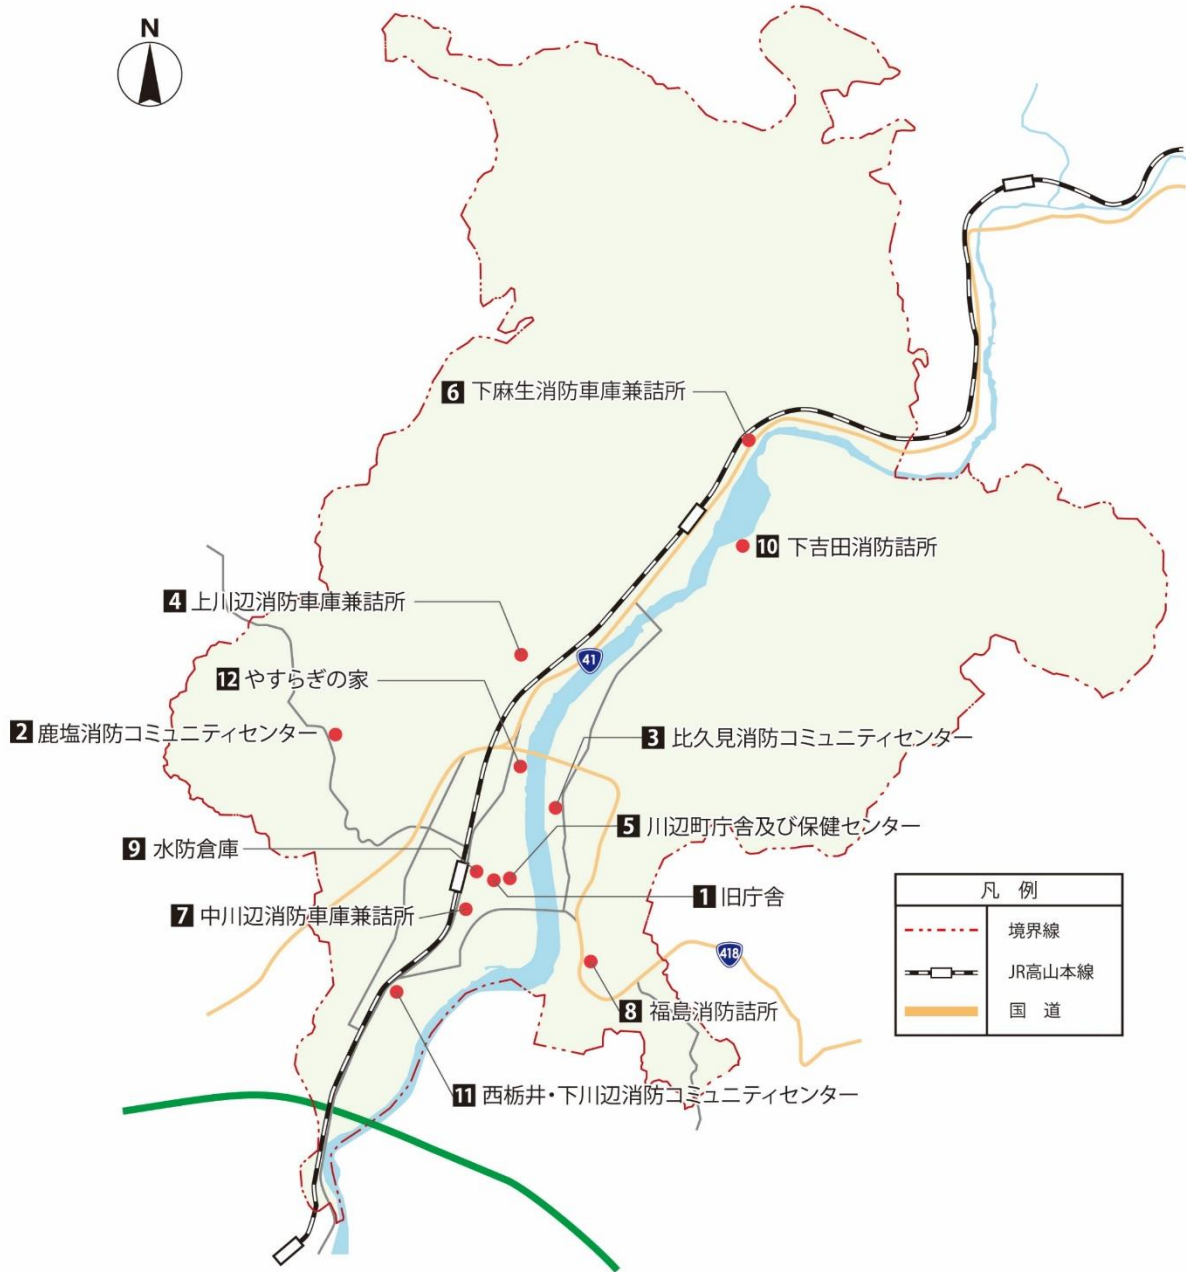 N
6 下麻生消防車庫兼詰所
10 下吉田消防詰所
4 上川辺消防車庫兼詰所
41
12 やすらぎの家
2 鹿塩消防コミュニティセンター
3 比久見消防コミュニティセンター
5 川辺町庁舎及び保健センター
9 水防倉庫
1 旧庁舎
7 中川辺消防車庫兼詰所
418
8 福島消防詰所
11 西栃井・下川辺消防コミュニティセンター
凡 例
境界線
JR高山本線
国 道